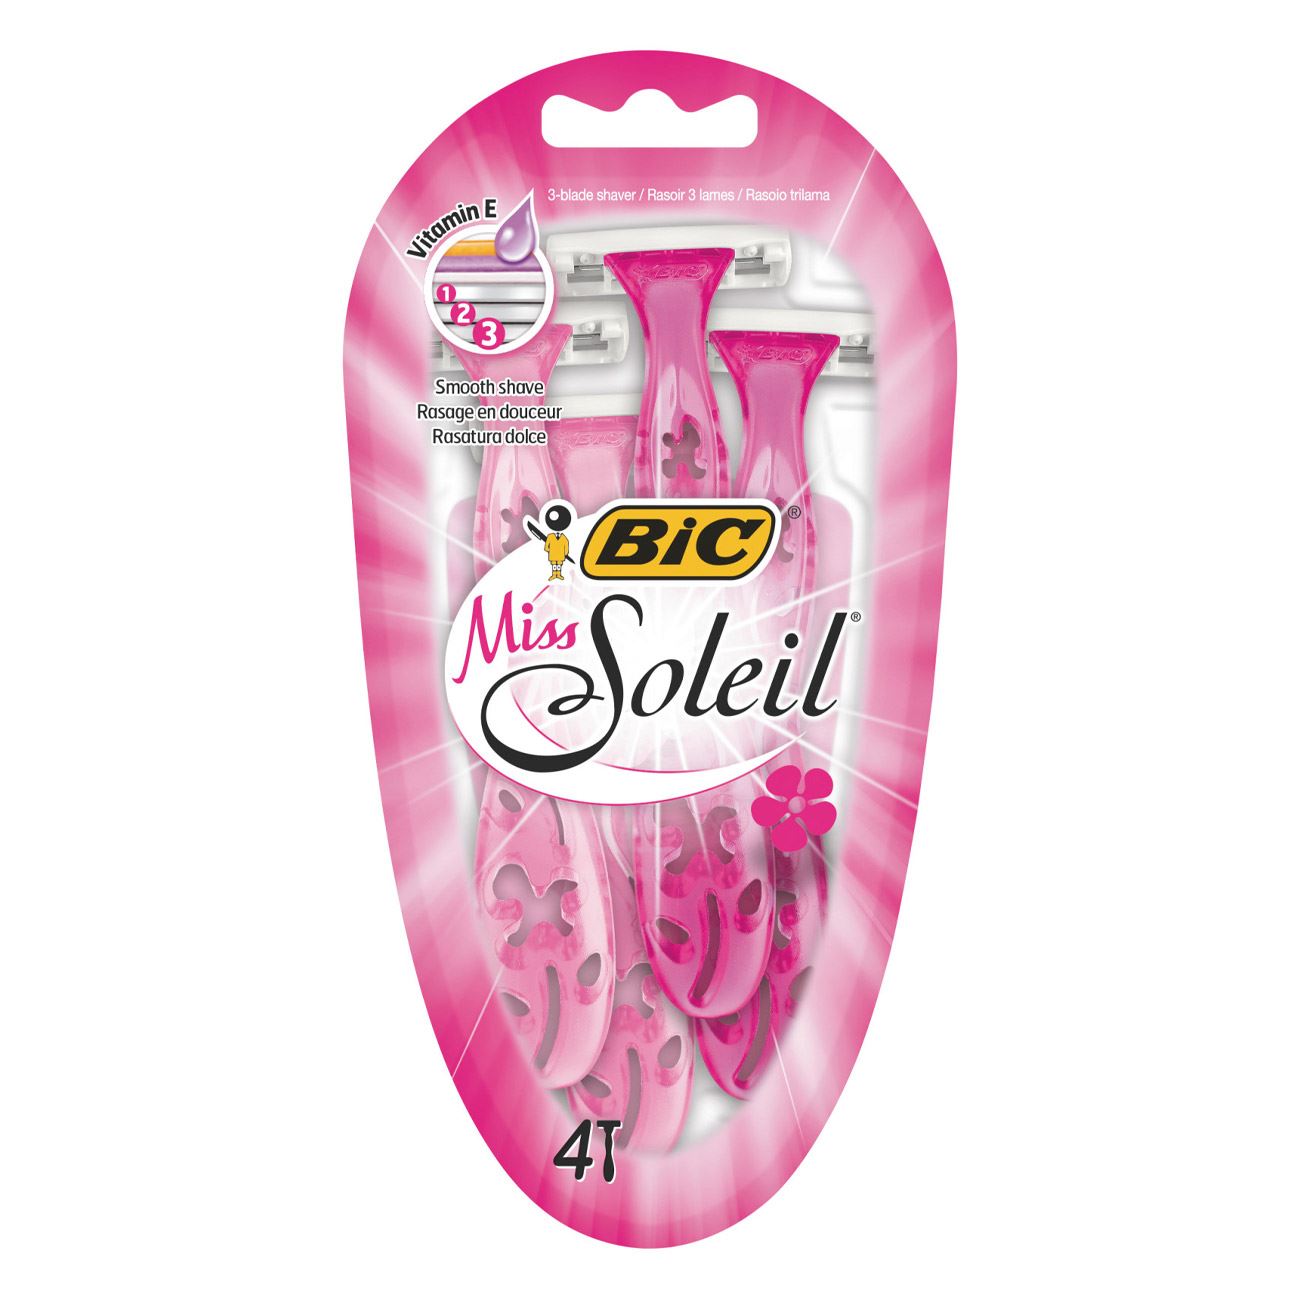 3-blade shaver / Rasoir 3 lames / Rasoio trilama
Vitamin E
1
2
3
Smooth shave
Rasage en douceur
Rasatura dolce
BiC®
Miss Soleil®
4